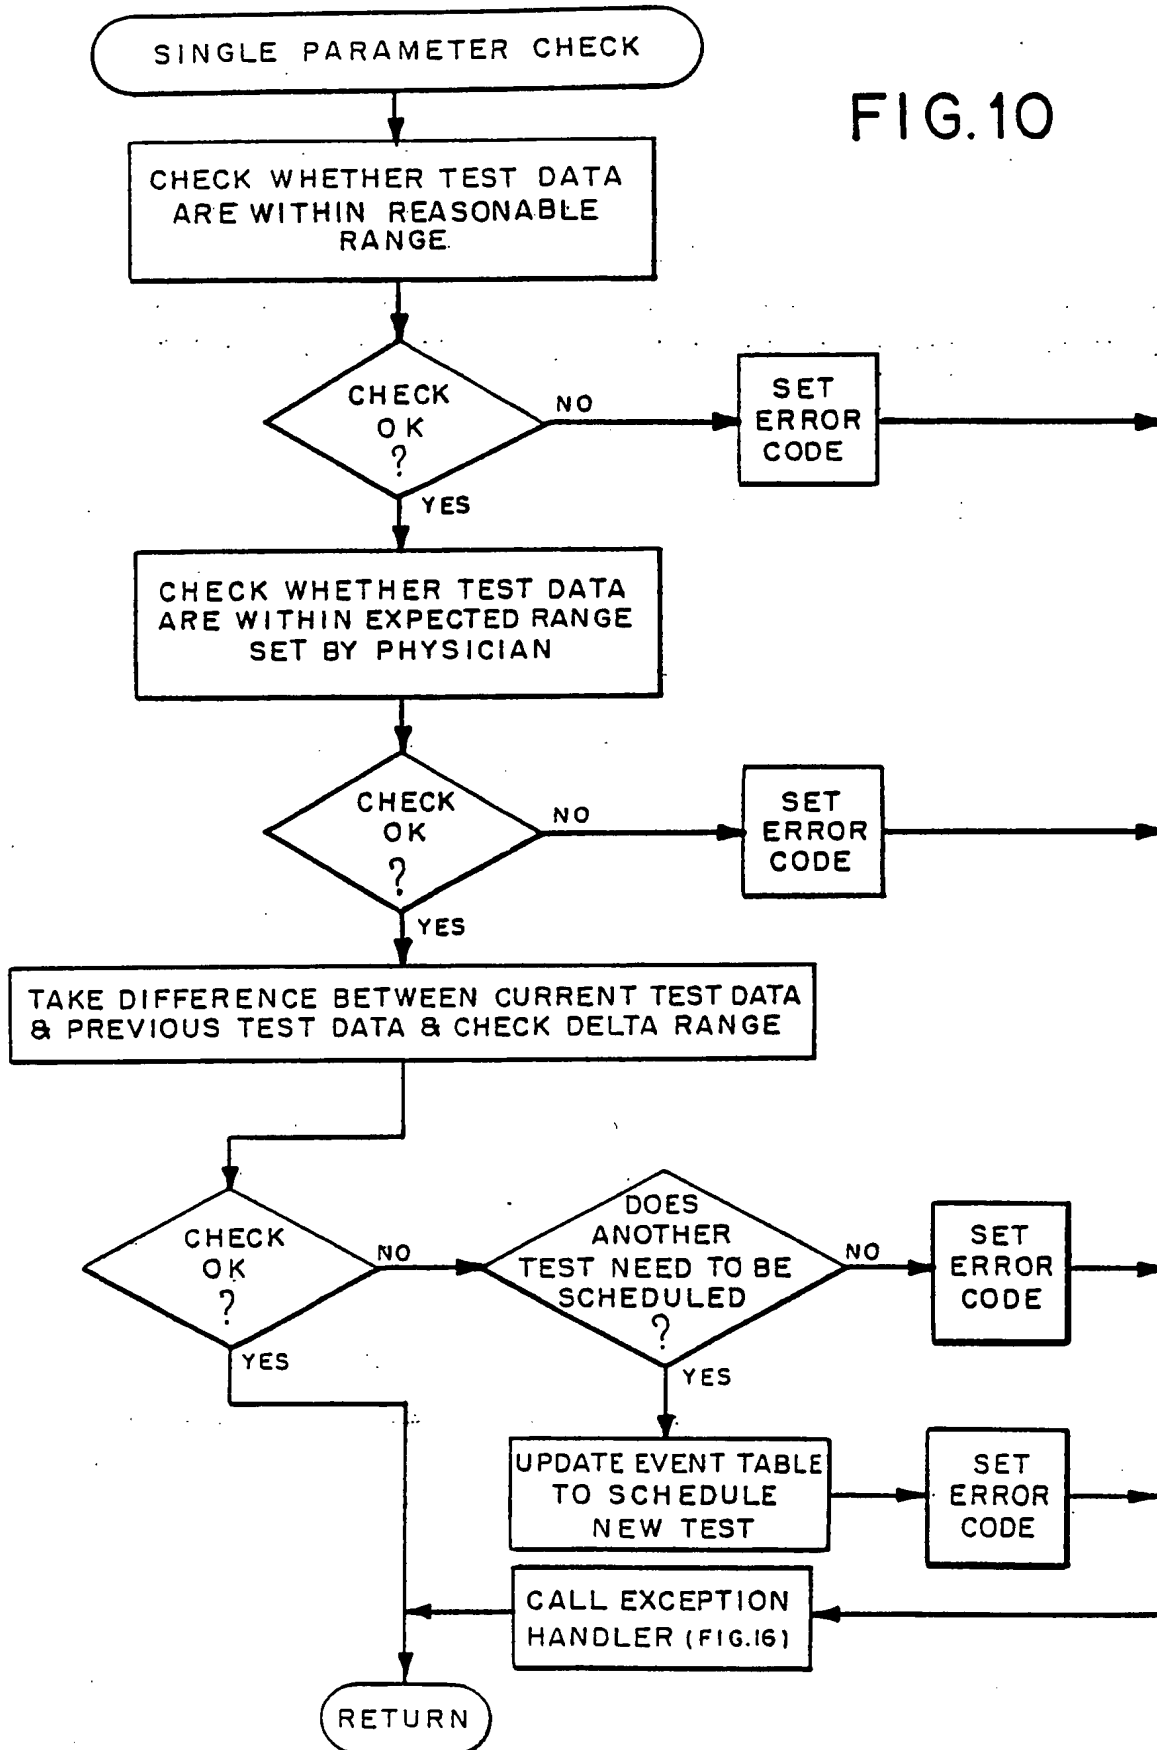 SINGLE PARAMETER CHECK
FIG.10
CHECK WHETHER TEST DATA
ARE WITHIN REASONABLE
RANGE
CHECK
OK
?
NO
SET
ERROR
CODE
YES
CHECK WHETHER TEST DATA
ARE WITHIN EXPECTED RANGE
SET BY PHYSICIAN
CHECK
OK
?
NO
SET
ERROR
CODE
YES
TAKE DIFFERENCE BETWEEN CURRENT TEST DATA
& PREVIOUS TEST DATA & CHECK DELTA RANGE
CHECK
OK
?
NO
YES
DOES
ANOTHER
TEST NEED TO BE
SCHEDULED
?
NO
SET
ERROR
CODE
YES
UPDATE EVENT TABLE
TO SCHEDULE
NEW TEST
SET
ERROR
CODE
CALL EXCEPTION
HANDLER (FIG.16)
RETURN